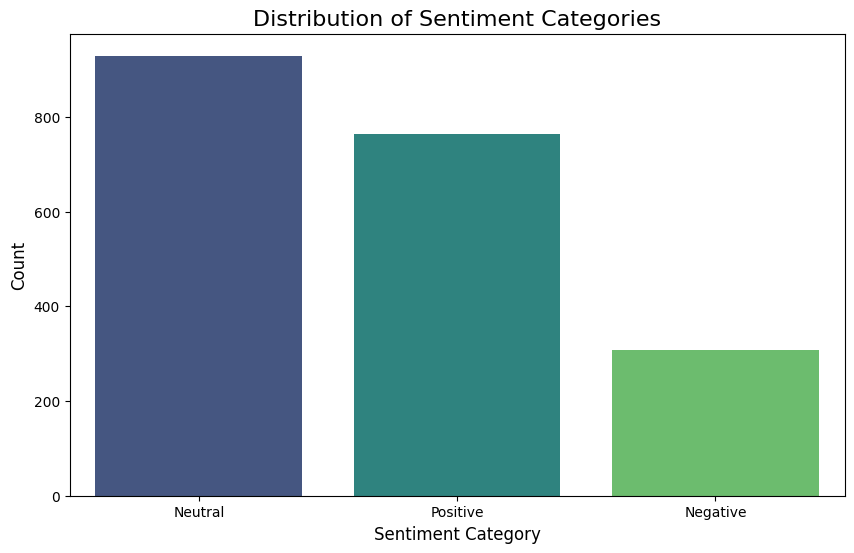 Distribution of Sentiment Categories
Count
800
600
400
200
0
Neutral Positive Negative
Sentiment Category